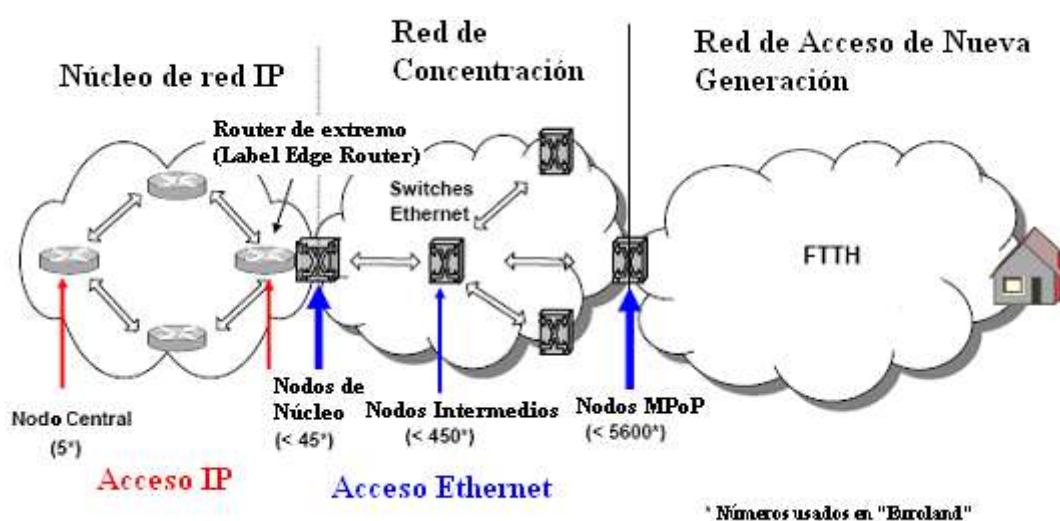 Núcleo de red IP
Red de
Concentración
Red de Acceso de Nueva
Generación
Router de extremo
(Label Edge Router)
Switches
Ethernet
FTTH
Nodo Central
(5*)
Nodos de
Núcleo
(< 45*)
Nodos Intermedios
(< 450*)
Nodos MPoP
(< 5600*)
Acceso IP
Acceso Ethernet
* Números usados en "Euroland"